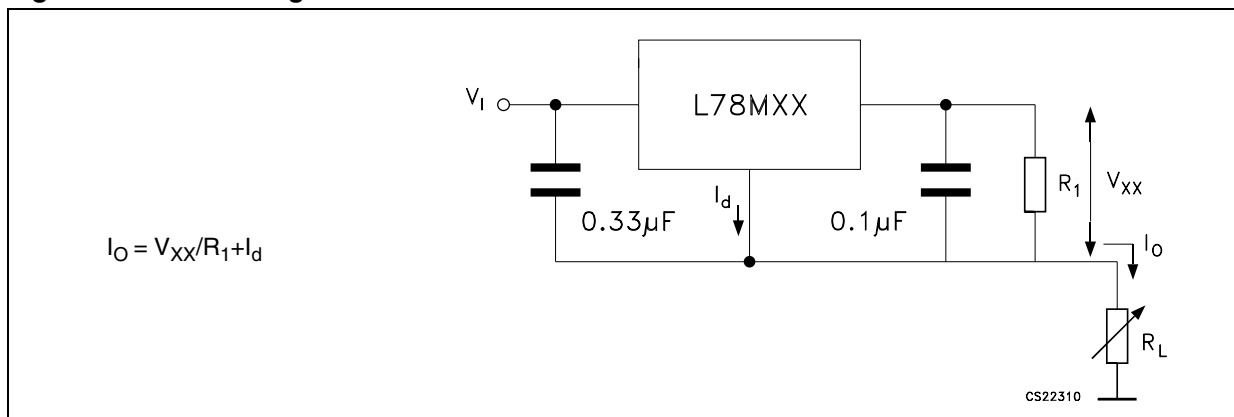 V_I
L78MXX
I_d
0.33µF
0.1µF
R_1
V_XX
I_O = V_XX/R_1+I_d
I_O
R_L
CS22310